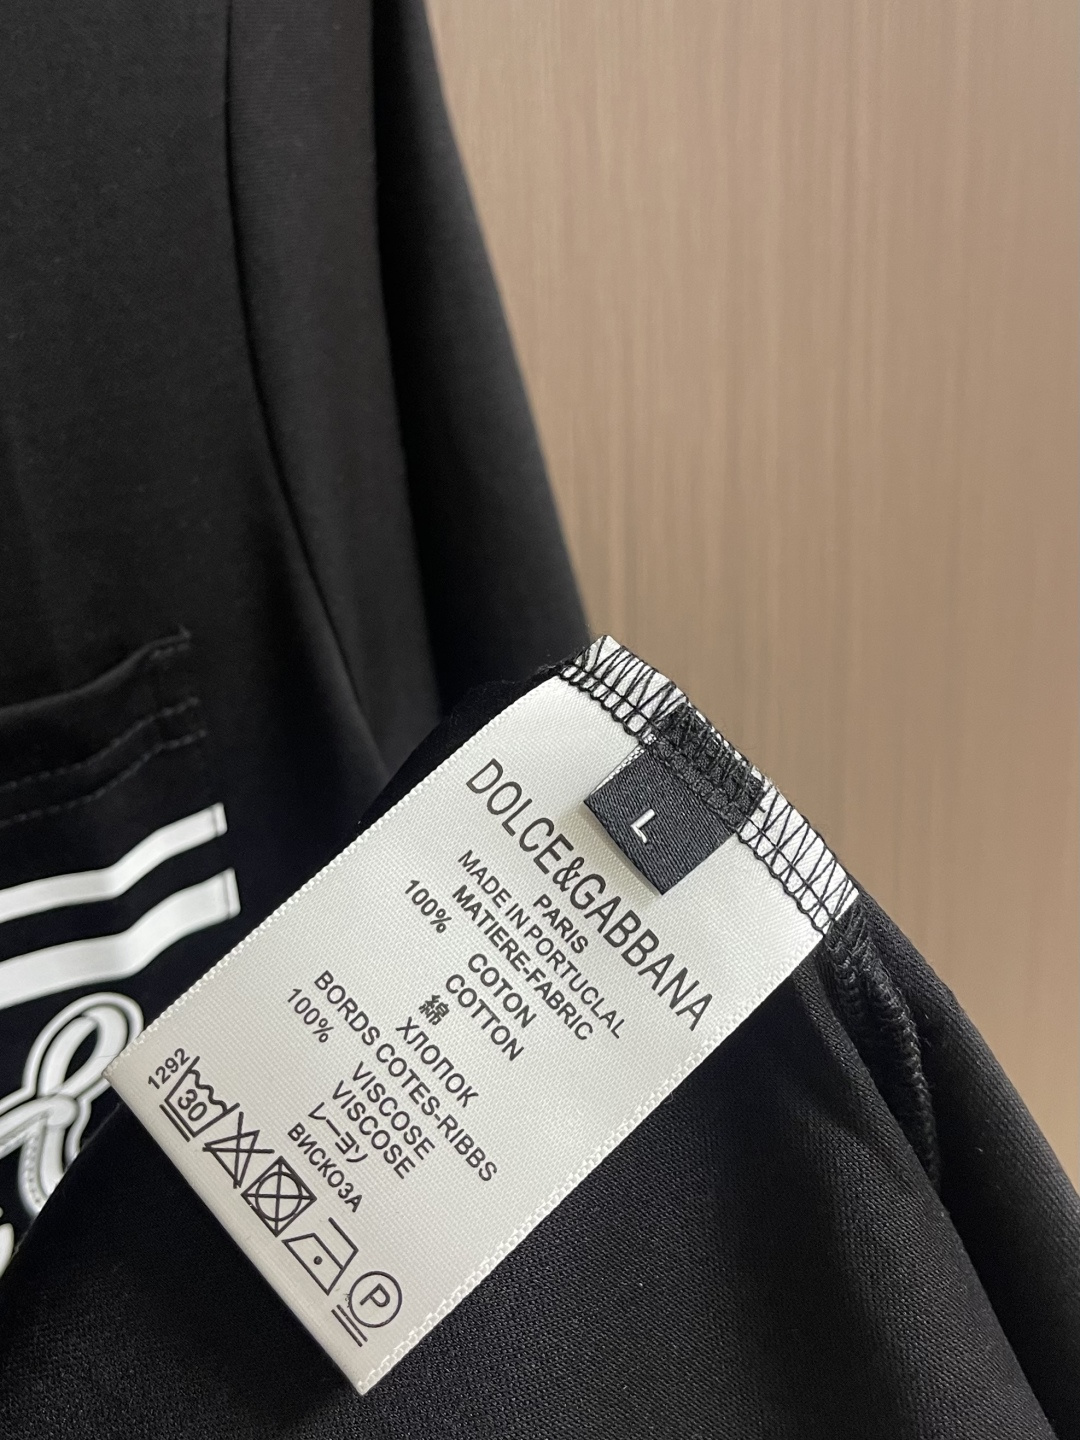 L
DOLCE&GABBANA
PARIS
MADE IN PORTUCLAL
MATIERE-FABRIC
100% COTON
COTTON
綿
ХЛОПОК
BORDS COTES-RIBBS
100% VISCOSE
VISCOSE
レーヨン
ВИСКОЗА
1292
30
P